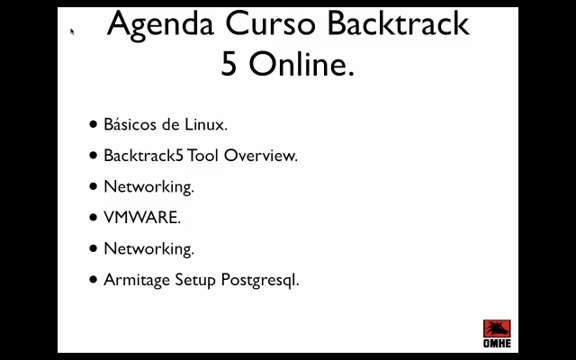 Agenda Curso Backtrack
5 Online.
• Básicos de Linux.
• Backtrack5 Tool Overview.
• Networking.
• VMWARE.
• Networking.
• Armitage Setup Postgresql.
OMHE